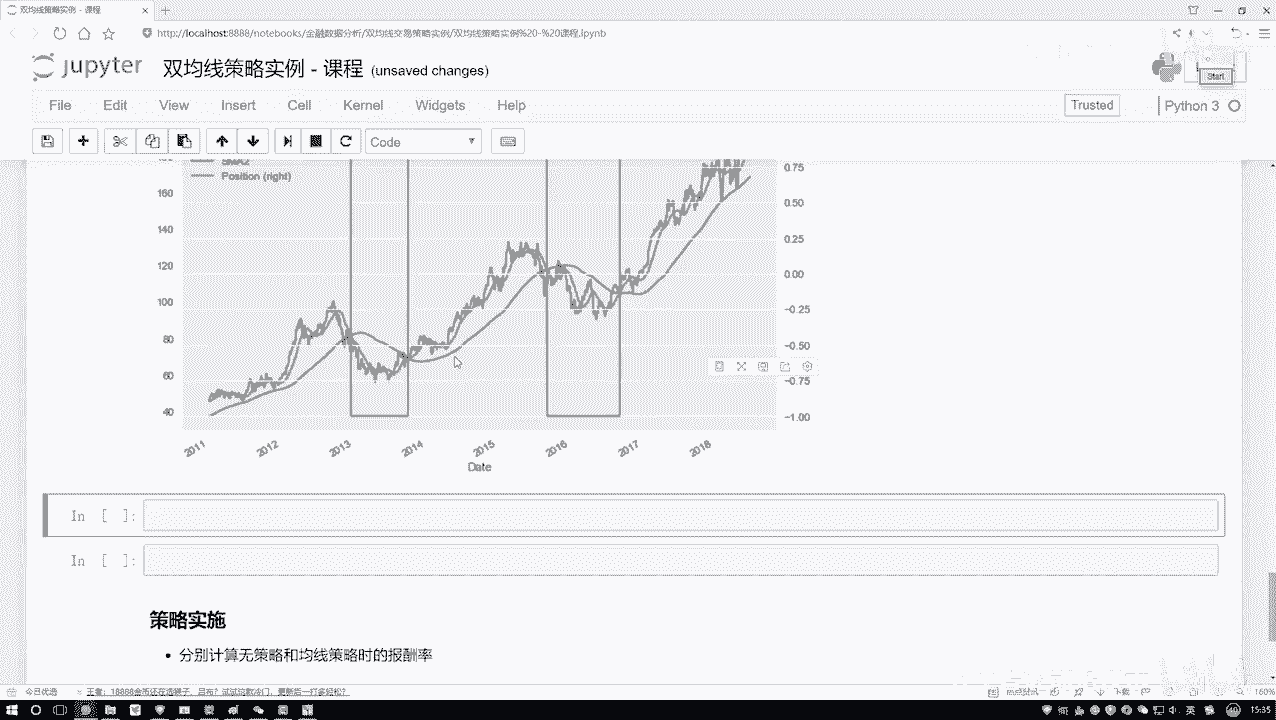 双均线策略实例 - 课程
http://localhost:8888/notebooks/金融数据分析/双均线交易策略实例/双均线策略实例%20-%20课程.ipynb
jupyter 双均线策略实例 - 课程 (unsaved changes)
Start
File Edit View Insert Cell Kernel Widgets Help
Trusted
Python 3
Code
SMA2
Position (right)
160
140
120
100
80
60
40
0.75
0.50
0.25
0.00
−0.25
−0.50
−0.75
−1.00
2011 2012 2013 2014 2015 2016 2017 2018
Date
In [ ]:
In [ ]:
策略实施
分别计算无策略和均线策略时的报酬率
今日优选
下载
160%
英
15:35